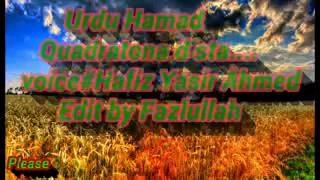 Urdu Hamad
Quadratona d sta....
voice#Hafiz Yasir Ahmed
Edit by Fazlullah
Please